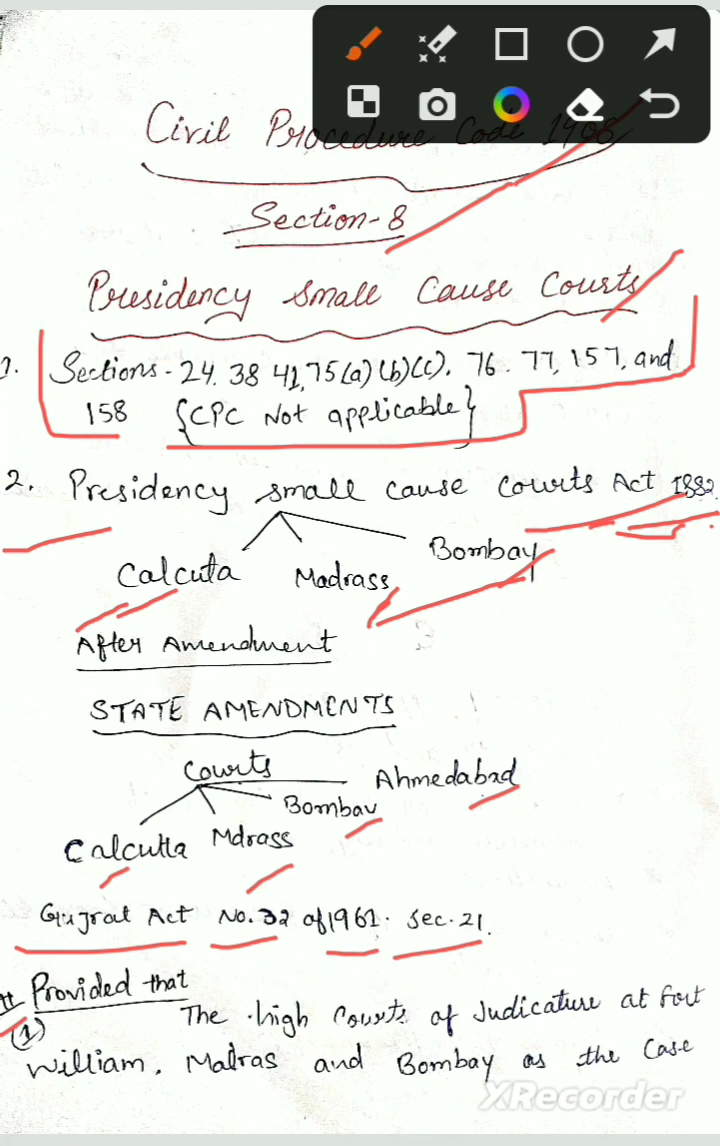 Civil Procedure Code 1908
Section-8
Presidency small Cause Courts
1. Sections - 24. 38 41, 75(a)(b)(c). 76. 77, 157, and
158 {CPC Not applicable}
2. Presidency small cause Courts Act 1882.
Calcuta Madrass Bombay
After Amendment
STATE AMENDMENTS
Courts
Calcutta Mdrass Bombay Ahmedabad
Gujrat Act No. 32 of 1961. Sec. 21.
# Provided that
(1) The high Courts of Judicature at fort
william, Madras and Bombay as the Case
XRecorder